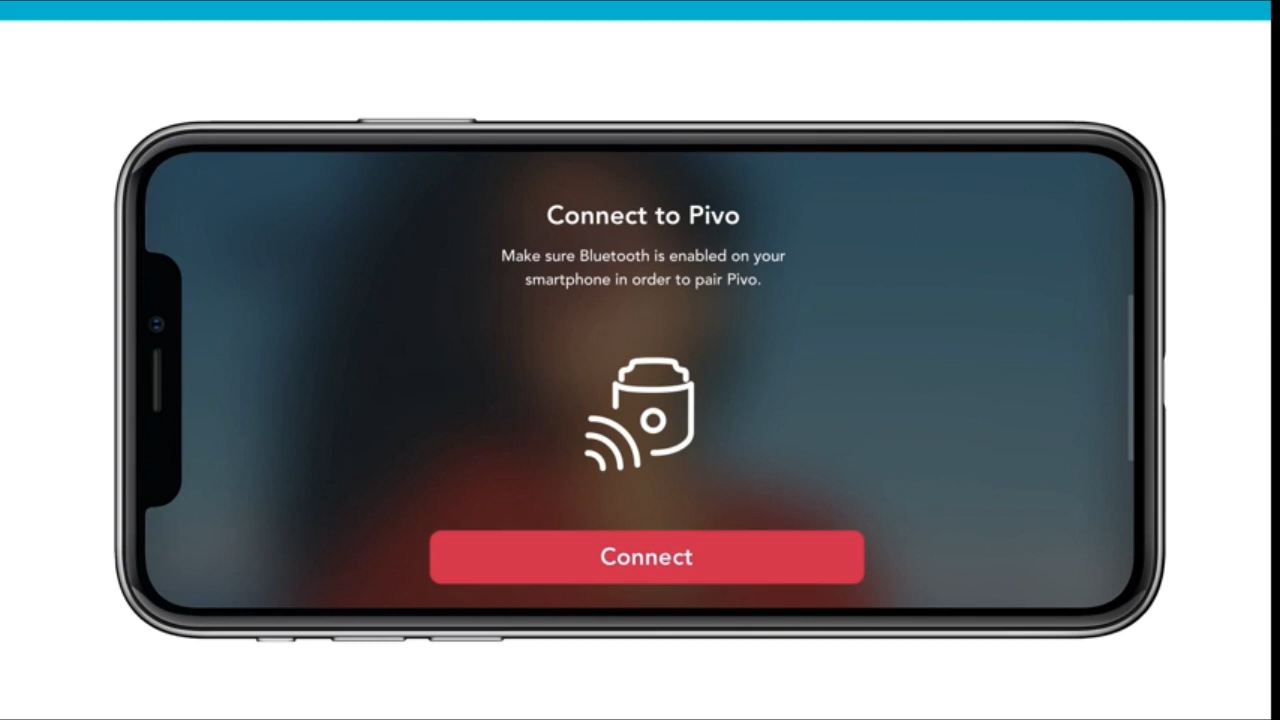 Connect to Pivo
Make sure Bluetooth is enabled on your
smartphone in order to pair Pivo.
Connect